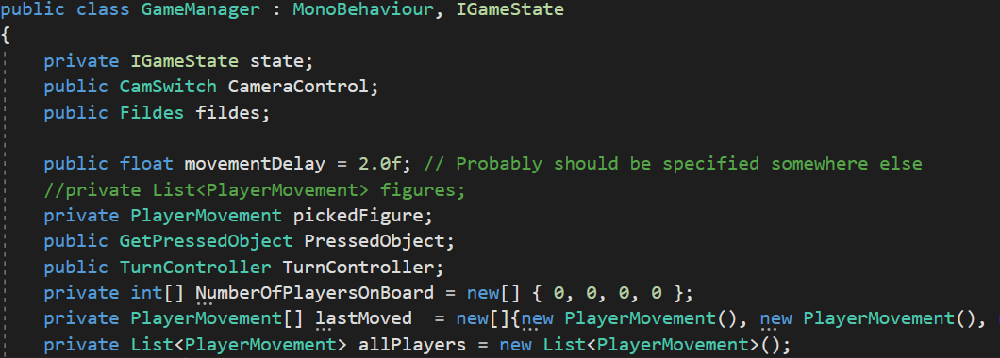 public class GameManager : MonoBehaviour, IGameState
{
private IGameState state;
public CamSwitch CameraControl;
public Fildes fildes;
public float movementDelay = 2.0f; // Probably should be specified somewhere else
//private List<PlayerMovement> figures;
private PlayerMovement pickedFigure;
public GetPressedObject PressedObject;
public TurnController TurnController;
private int[] NumberOfPlayersOnBoard = new[] { 0, 0, 0, 0 };
private PlayerMovement[] lastMoved  = new[]{new PlayerMovement(), new PlayerMovement(),
private List<PlayerMovement> allPlayers = new List<PlayerMovement>();